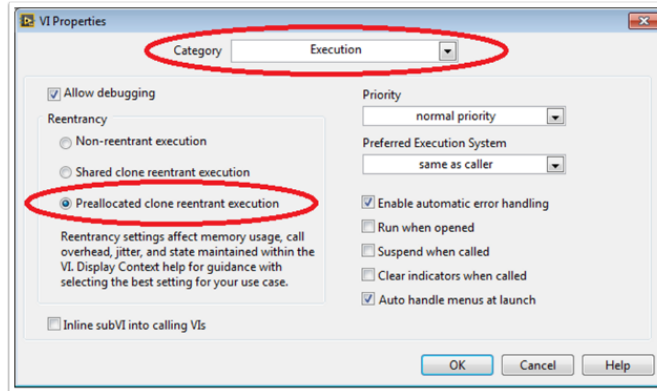 VI Properties
Category
Execution
Allow debugging
Reentrancy
Non-reentrant execution
Shared clone reentrant execution
Preallocated clone reentrant execution
Reentrancy settings affect memory usage, call
overhead, jitter, and state maintained within the
VI. Display Context help for guidance with
selecting the best setting for your use case.
Inline subVI into calling VIs
Priority
normal priority
Preferred Execution System
same as caller
Enable automatic error handling
Run when opened
Suspend when called
Clear indicators when called
Auto handle menus at launch
OK
Cancel
Help